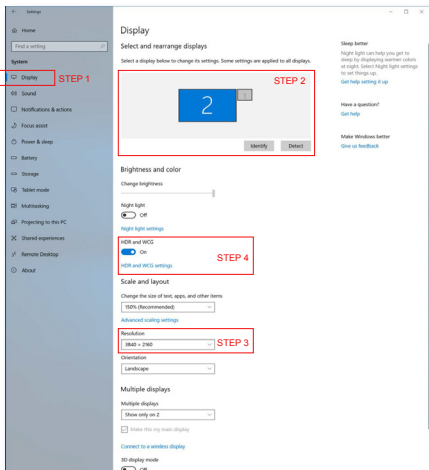 Settings
Home
Find a setting
System
Display
STEP 1
Sound
Notifications & actions
Focus assist
Power & sleep
Battery
Storage
Tablet mode
Multitasking
Projecting to this PC
Shared experiences
Remote Desktop
About
Display
Select and rearrange displays
Select a display below to change its settings. Some settings are applied to all displays.
STEP 2
2
1
Identify
Detect
Brightness and color
Change brightness
Night light
Off
Night light settings
HDR and WCG
On
STEP 4
HDR and WCG settings
Scale and layout
Change the size of text, apps, and other items
150% (Recommended)
Advanced scaling settings
Resolution
3840 × 2160
STEP 3
Orientation
Landscape
Multiple displays
Multiple displays
Show only on 2
Make this my main display
Connect to a wireless display
3D display mode
Off
Sleep better
Night light can help you get to
sleep by displaying warmer colors
at night. Select Night light settings
to set things up.
Get help setting it up
Have a question?
Get help
Make Windows better
Give us feedback